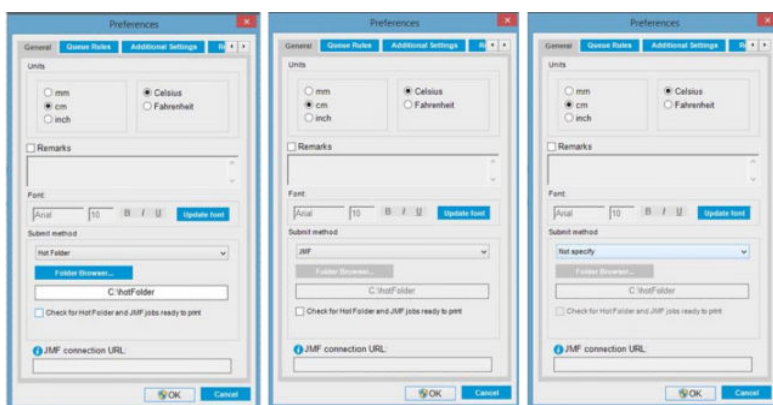 Preferences
General Queue Rules Additional Settings
Units
mm
cm
inch
Celsius
Fahrenheit
Remarks
Font:
Arial 10 B I U Update font
Submit method
Hot Folder
Folder Browser...
C:\hotFolder
Check for Hot Folder and JMF jobs ready to print
JMF connection URL:
OK Cancel
Preferences
General Queue Rules Additional Settings
Units
mm
cm
inch
Celsius
Fahrenheit
Remarks
Font:
Arial 10 B I U Update font
Submit method
JMF
Folder Browser...
C:\hotFolder
Check for Hot Folder and JMF jobs ready to print
JMF connection URL:
OK Cancel
Preferences
General Queue Rules Additional Settings
Units
mm
cm
inch
Celsius
Fahrenheit
Remarks
Font:
Arial 10 B I U Update font
Submit method
Not specify
Folder Browser...
C:\hotFolder
Check for Hot Folder and JMF jobs ready to print
JMF connection URL:
OK Cancel